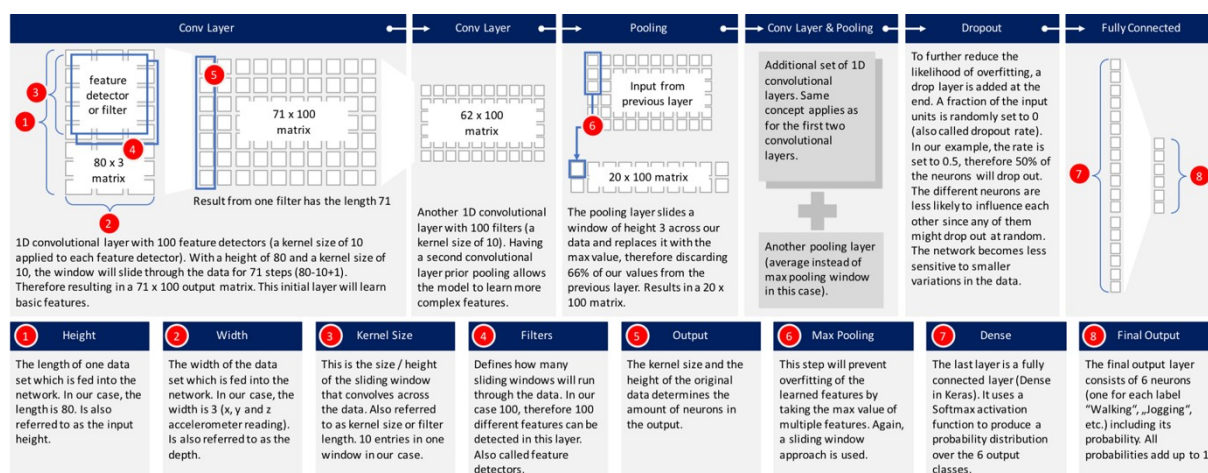 Conv Layer
Conv Layer
Pooling
Conv Layer & Pooling
Dropout
Fully Connected
3
1
feature
detector
or filter
4
80 x 3
matrix
2
5
71 x 100
matrix
Result from one filter has the length 71
1D convolutional layer with 100 feature detectors (a kernel size of 10
applied to each feature detector). With a height of 80 and a kernel size of
10, the window will slide through the data for 71 steps (80-10+1).
Therefore resulting in a 71 x 100 output matrix. This initial layer will learn
basic features.
62 x 100
matrix
Another 1D convolutional
layer with 100 filters (a
kernel size of 10). Having
a second convolutional
layer prior pooling allows
the model to learn more
complex features.
Input from
previous layer
6
20 x 100 matrix
The pooling layer slides a
window of height 3 across our
data and replaces it with the
max value, therefore discarding
66% of our values from the
previous layer. Results in a 20 x
100 matrix.
Additional set of 1D
convolutional
layers. Same
concept applies as
for the first two
convolutional
layers.
Another pooling layer
(average instead of
max pooling window
in this case).
To further reduce the
likelihood of overfitting, a
drop layer is added at the
end. A fraction of the input
units is randomly set to 0
(also called dropout rate).
In our example, the rate is
set to 0.5, therefore 50% of
the neurons will drop out.
The different neurons are
less likely to influence each
other since any of them
might drop out at random.
The network becomes less
sensitive to smaller
variations in the data.
7
8
1 Height
The length of one data
set which is fed into the
network. In our case, the
length is 80. Is also
referred to as the input
height.
2 Width
The width of the data
set which is fed into the
network. In our case, the
width is 3 (x, y and z
accelerometer reading).
Is also referred to as the
depth.
3 Kernel Size
This is the size / height
of the sliding window
that convolves across
the data. Also referred
to as kernel size or filter
length. 10 entries in one
window in our case.
4 Filters
Defines how many
sliding windows will run
through the data. In our
case 100, therefore 100
different features can be
detected in this layer.
Also called feature
detectors.
5 Output
The kernel size and the
height of the original
data determines the
amount of neurons in
the output.
6 Max Pooling
This step will prevent
overfitting of the
learned features by
taking the max value of
multiple features. Again,
a sliding window
approach is used.
7 Dense
The last layer is a fully
connected layer (Dense
in Keras). It uses a
Softmax activation
function to produce a
probability distribution
over the 6 output
classes.
8 Final Output
The final output layer
consists of 6 neurons
(one for each label
“Walking”, „Jogging”,
etc.) including its
probability. All
probabilities add up to 1